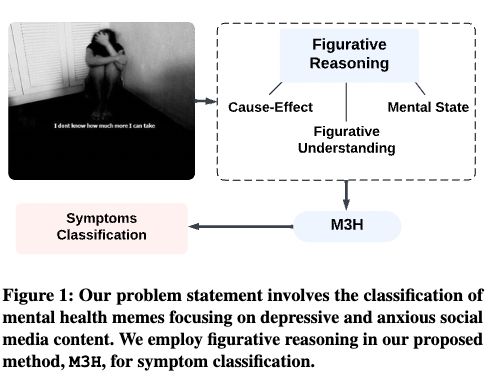 Figurative
Reasoning
Cause-Effect
Mental State
Figurative
Understanding
I dont know how much more I can take
Symptoms
Classification
M3H
Figure 1: Our problem statement involves the classification of
mental health memes focusing on depressive and anxious social
media content. We employ figurative reasoning in our proposed
method, M3H, for symptom classification.